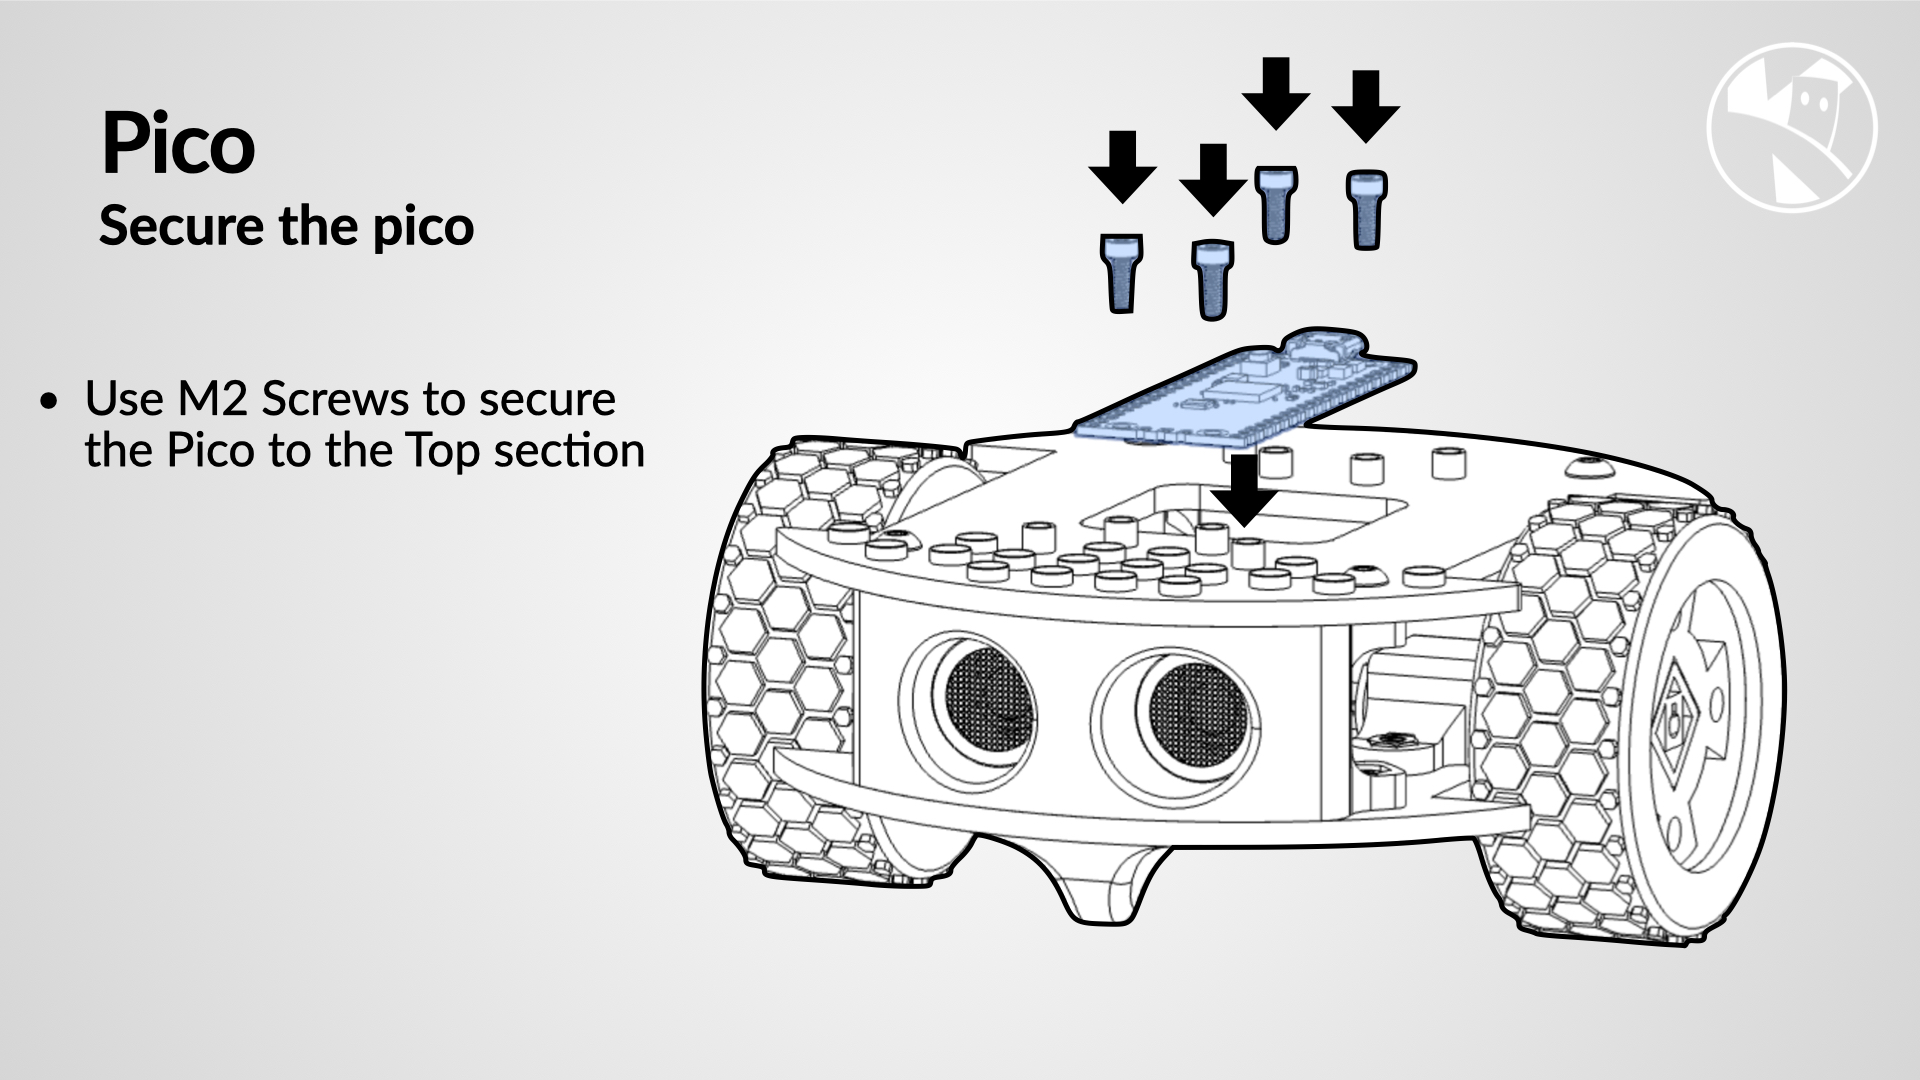 Pico
Secure the pico
• Use M2 Screws to secure
the Pico to the Top section